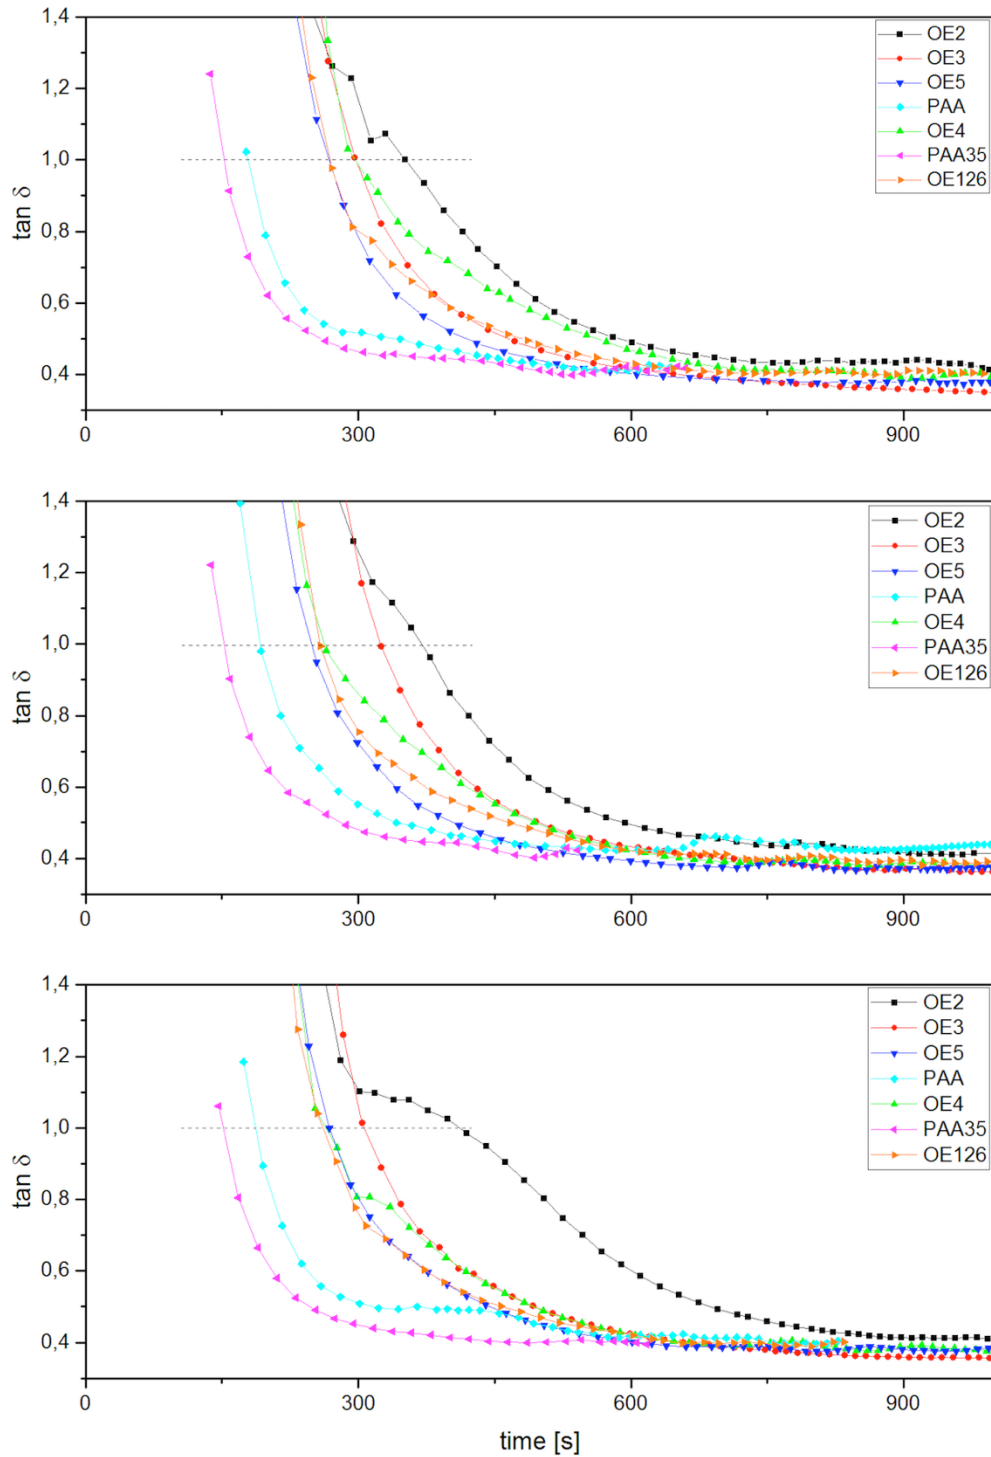 1,4
1,2
1,0
0,8
0,6
0,4
tan δ
0
300
600
900
OE2
OE3
OE5
PAA
OE4
PAA35
OE126
1,4
1,2
1,0
0,8
0,6
0,4
tan δ
0
300
600
900
OE2
OE3
OE5
PAA
OE4
PAA35
OE126
1,4
1,2
1,0
0,8
0,6
0,4
tan δ
0
300
600
900
OE2
OE3
OE5
PAA
OE4
PAA35
OE126
time [s]